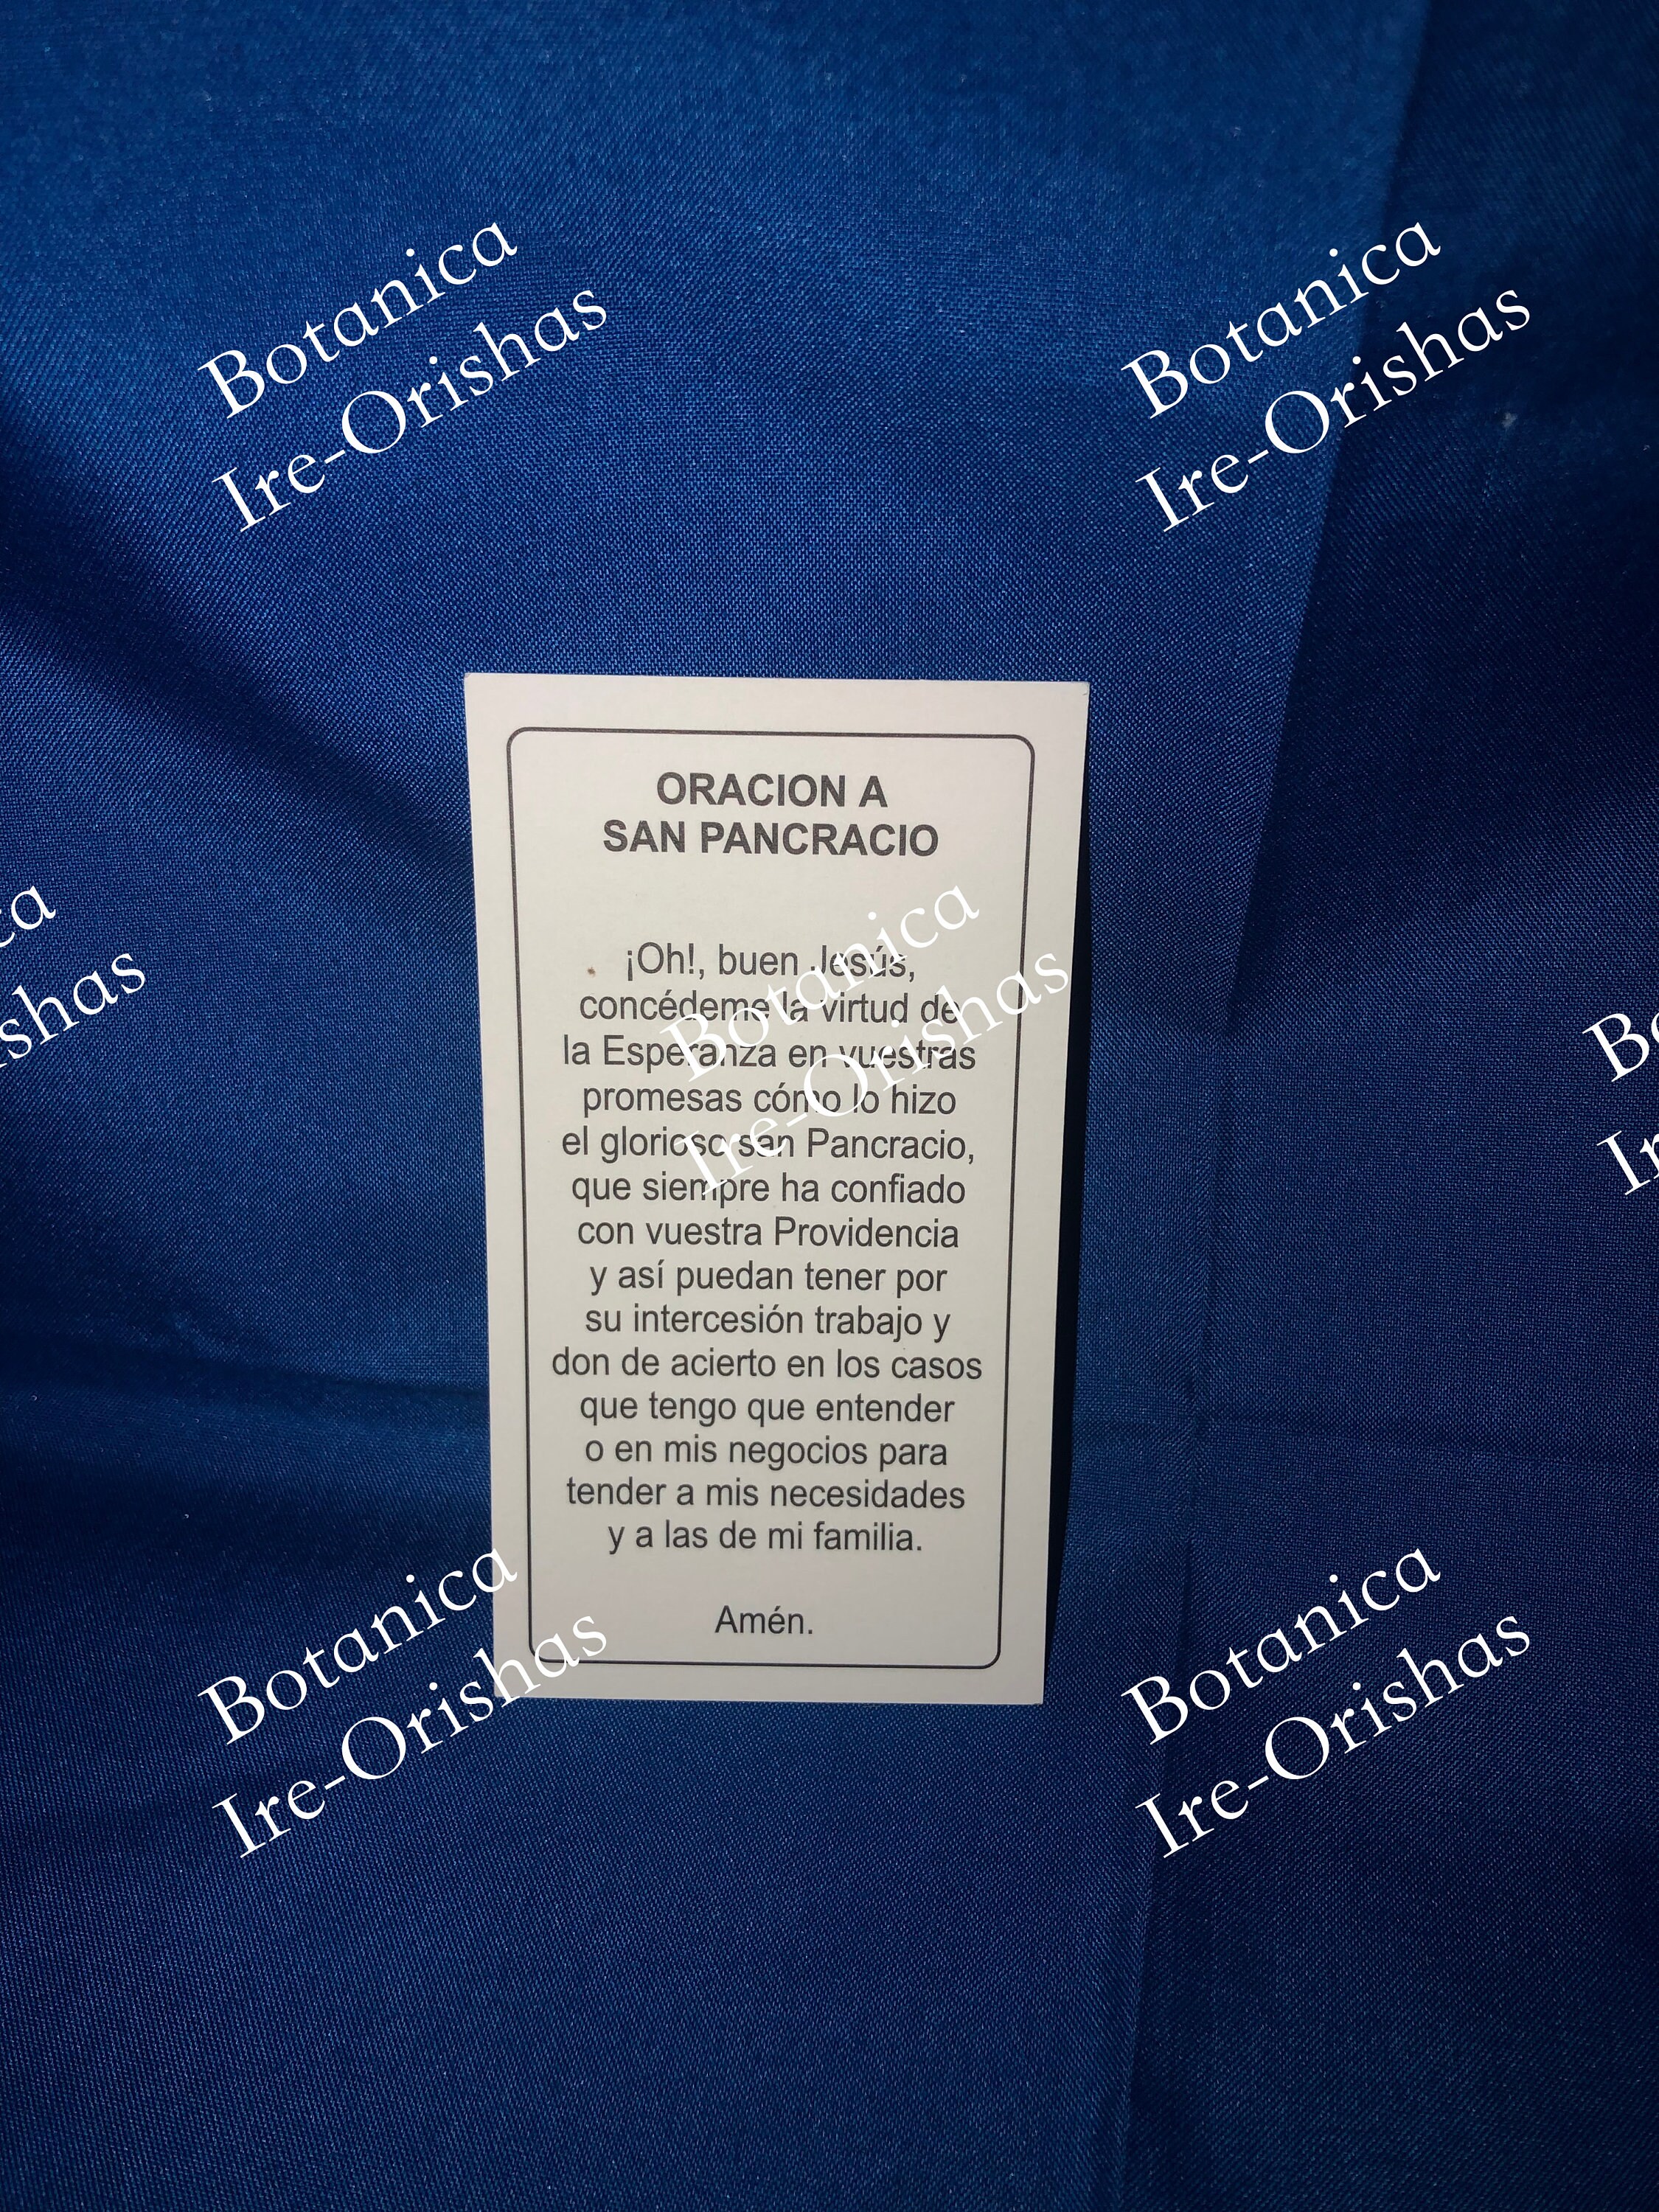 Botanica
Ire-Orishas
Botanica
Ire-Orishas
ORACION A
SAN PANCRACIO
¡Oh!, buen Jesús,
concédeme la virtud de
la Esperanza en vuestras
promesas cómo lo hizo
el glorioso san Pancracio,
que siempre ha confiado
con vuestra Providencia
y así puedan tener por
su intercesión trabajo y
don de acierto en los casos
que tengo que entender
o en mis negocios para
tender a mis necesidades
y a las de mi familia.
Amén.
Botanica
Ire-Orishas
Botanica
Ire-Orishas
Botanica
Ire-Orishas